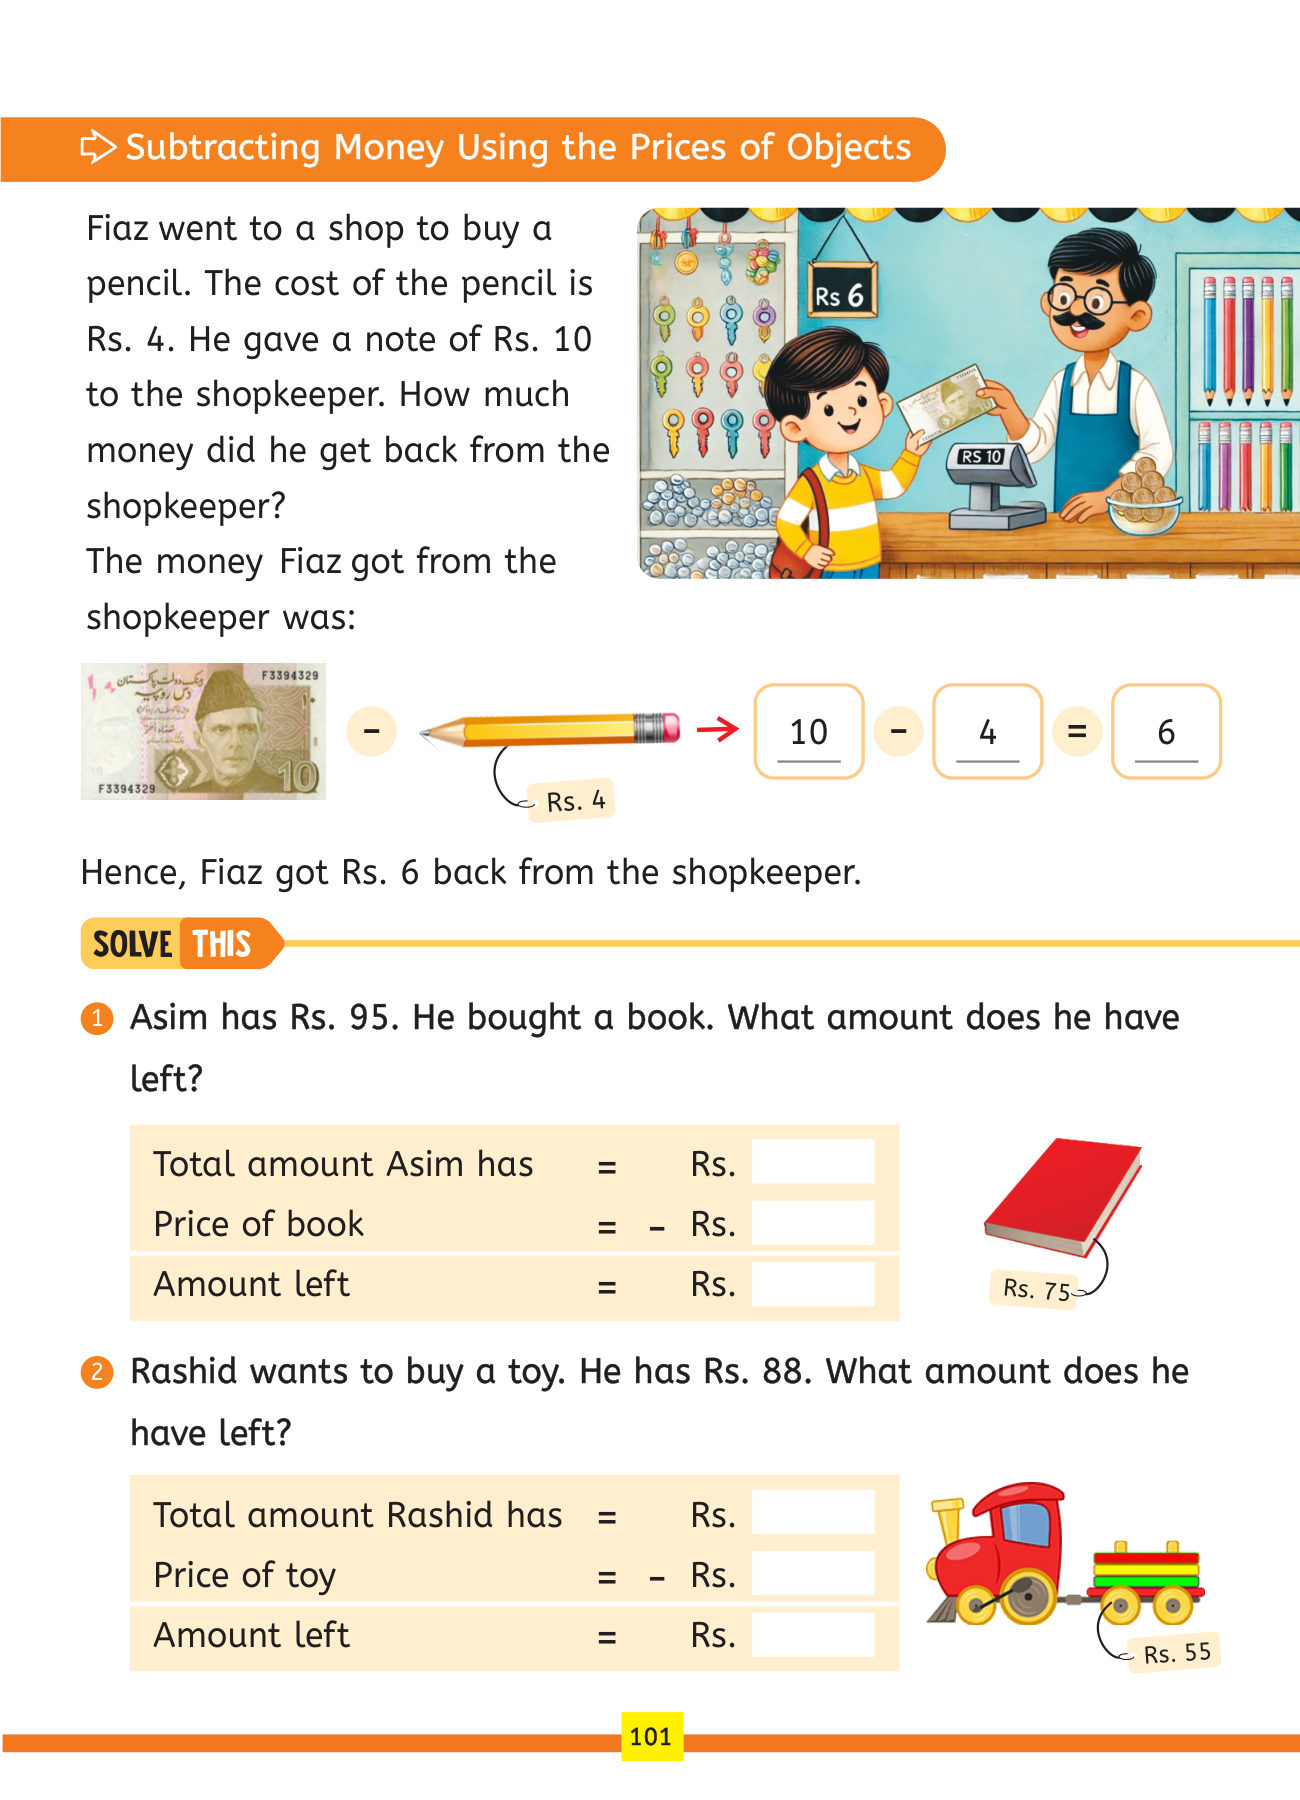 Subtracting Money Using the Prices of Objects
Fiaz went to a shop to buy a
pencil. The cost of the pencil is
Rs. 4. He gave a note of Rs. 10
to the shopkeeper. How much
money did he get back from the
shopkeeper?
The money Fiaz got from the
shopkeeper was:
Rs 6
RS 10
بینک دولت پاکستان
دس روپیہ
F3394329
F3394329
10
-
Rs. 4
10 - 4 = 6
Hence, Fiaz got Rs. 6 back from the shopkeeper.
SOLVE THIS
1 Asim has Rs. 95. He bought a book. What amount does he have
left?
Total amount Asim has = Rs.
Price of book = - Rs.
Amount left = Rs.
Rs. 75
2 Rashid wants to buy a toy. He has Rs. 88. What amount does he
have left?
Total amount Rashid has = Rs.
Price of toy = - Rs.
Amount left = Rs.
Rs. 55
101